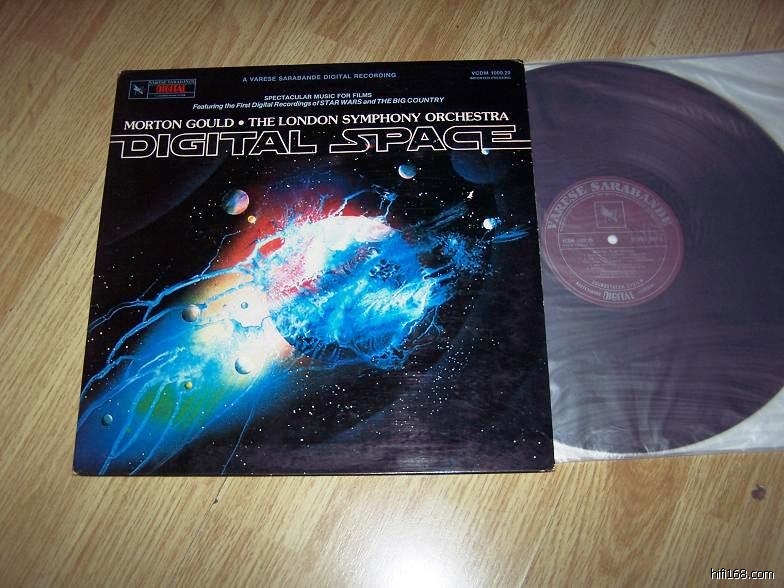 VARESE SARABANDE
DIGITAL
A VARESE SARABANDE DIGITAL RECORDING
VCDM 1000.20
SPECTACULAR MUSIC FOR FILMS
Featuring the First Digital Recordings of STAR WARS and THE BIG COUNTRY
MORTON GOULD • THE LONDON SYMPHONY ORCHESTRA
DIGITAL SPACE
VARESE SARABANDE
DIGITAL
hifi168.com